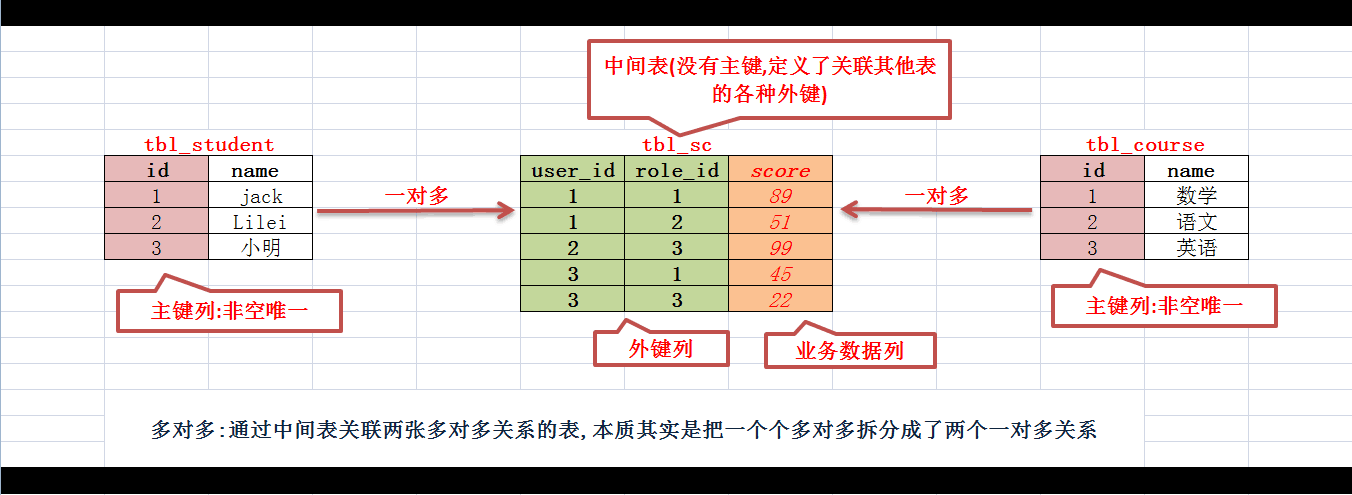 中间表(没有主键,定义了关联其他表
的各种外键)
tbl_student
id name
1 jack
2 Lilei
3 小明
主键列:非空唯一
一对多
tbl_sc
user_id role_id score
1 1 89
1 2 51
2 3 99
3 1 45
3 3 22
外键列
业务数据列
一对多
tbl_course
id name
1 数学
2 语文
3 英语
主键列:非空唯一
多对多:通过中间表关联两张多对多关系的表,本质其实是把一个个多对多拆分成了两个一对多关系